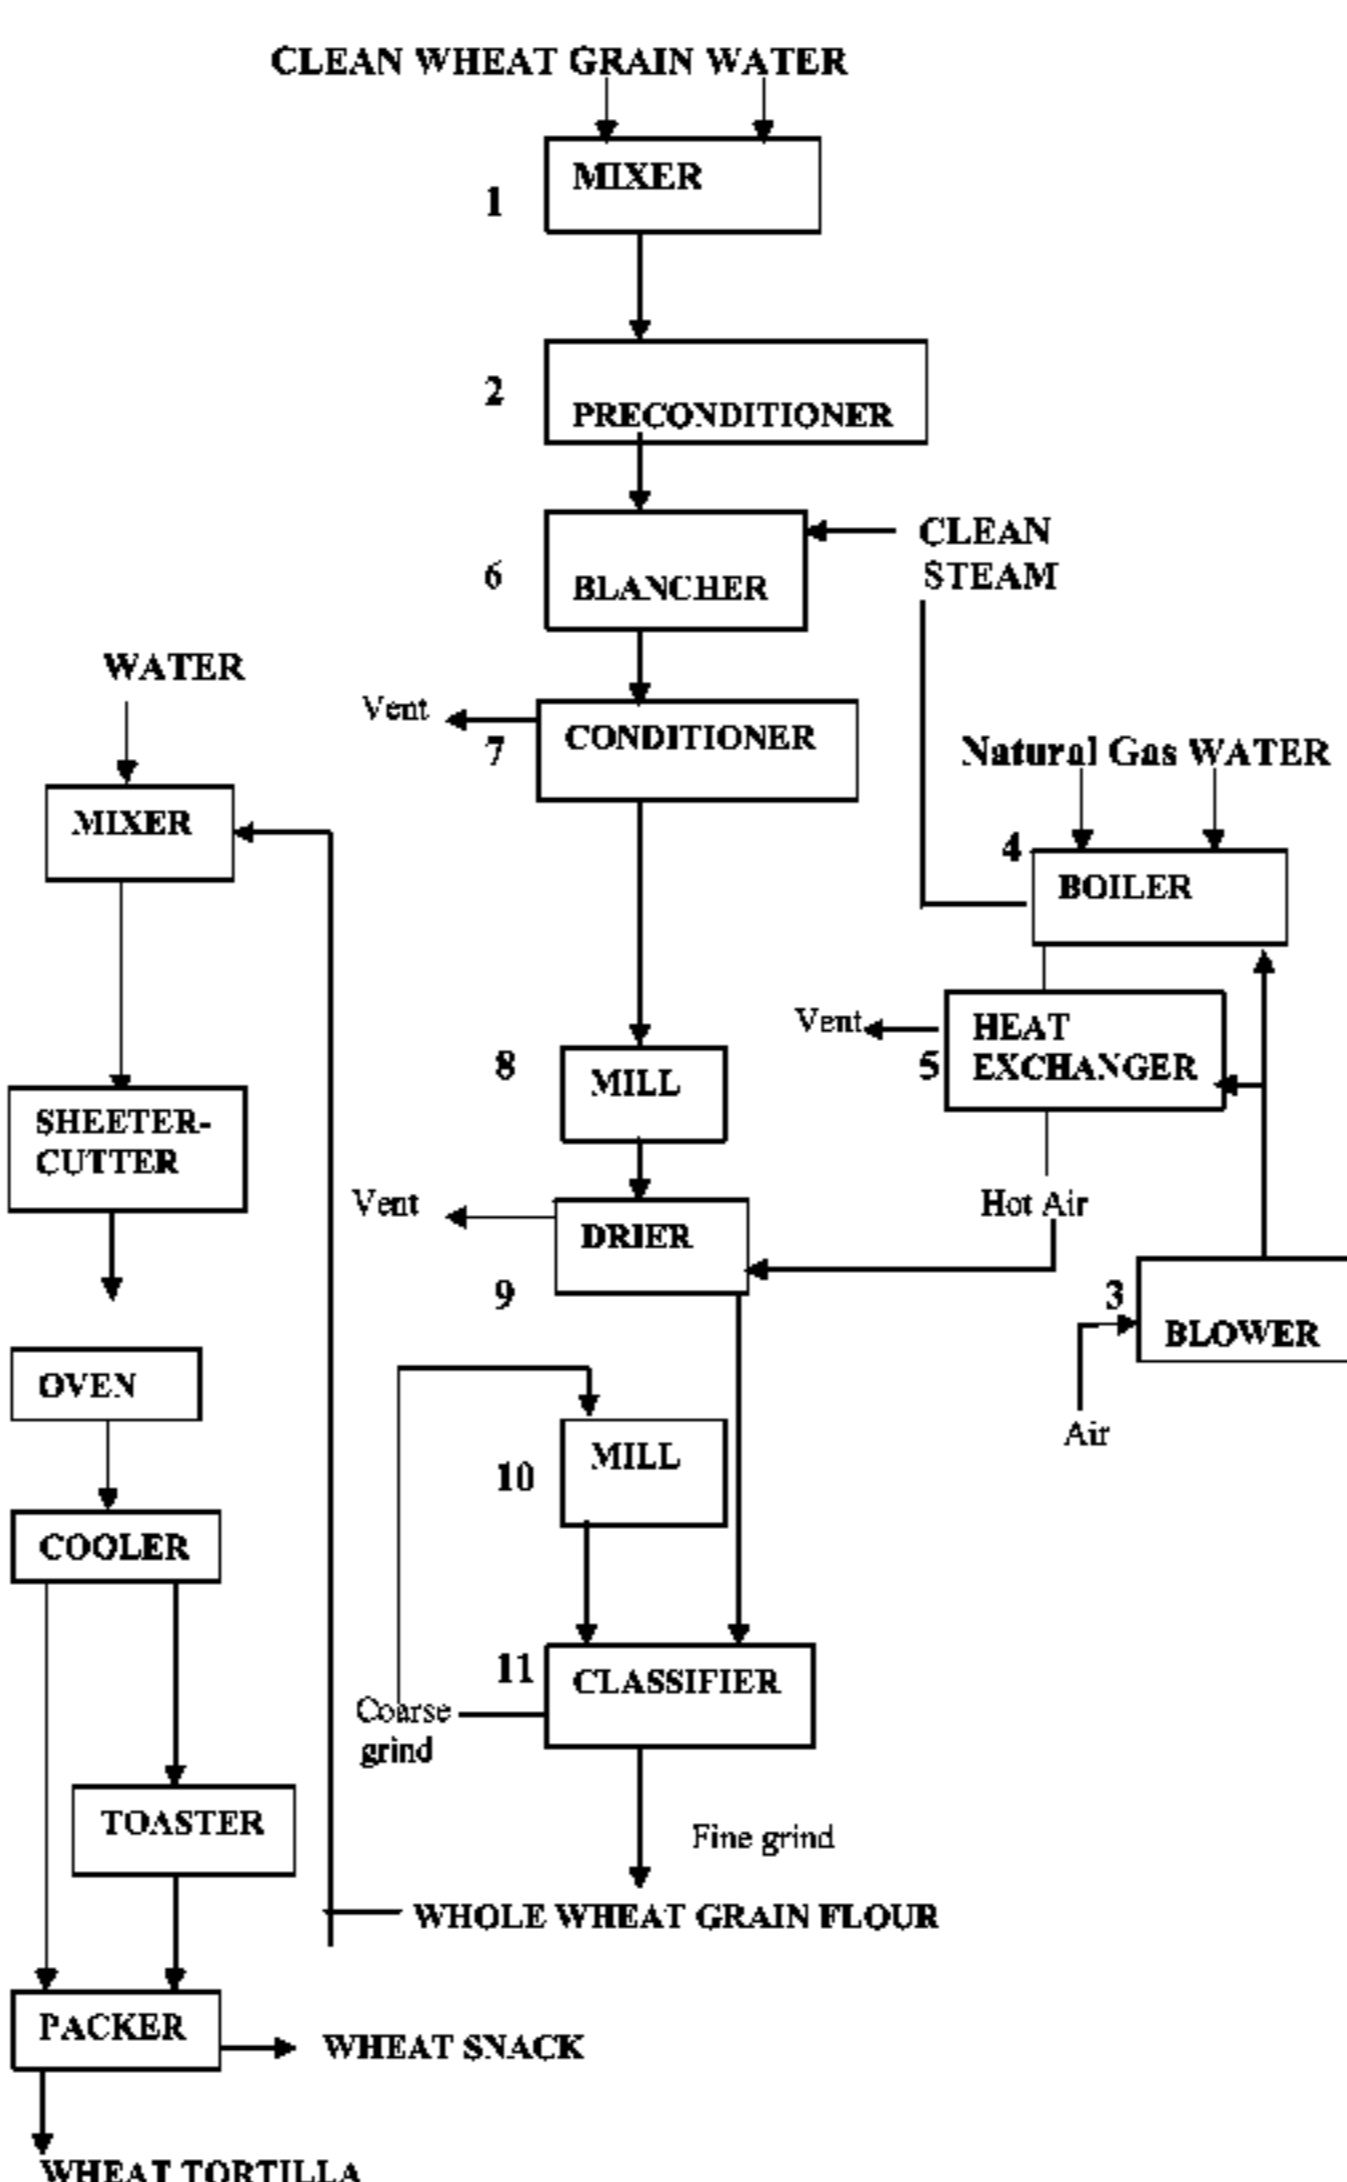 CLEAN WHEAT GRAIN WATER
MIXER
1
2
PRECONDITIONER
CLEAN
STEAM
6
BLANCHER
WATER
Vent
7
CONDITIONER
Natural Gas WATER
MIXER
4
BOILER
Vent
HEAT
EXCHANGER
5
8
MILL
SHEETER-
CUTTER
Vent
DRIER
Hot Air
9
3
BLOWER
OVEN
Air
MILL
10
COOLER
11
CLASSIFIER
Coarse
grind
TOASTER
Fine grind
WHOLE WHEAT GRAIN FLOUR
PACKER
WHEAT SNACK
WHEAT TORTILLA